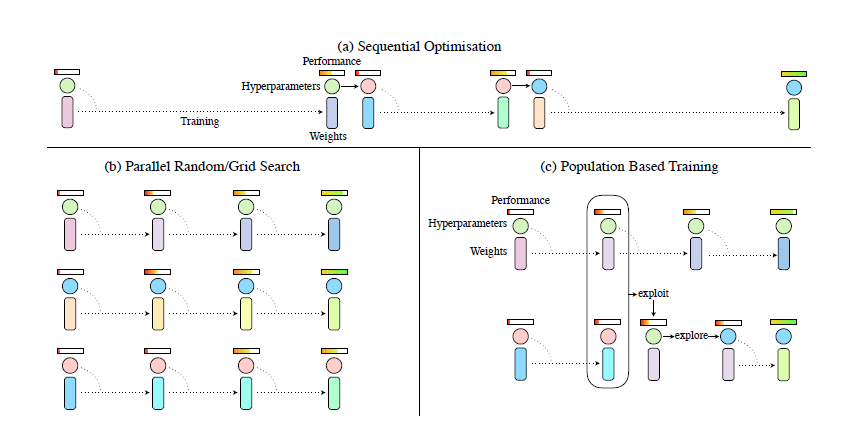 (a) Sequential Optimisation
Performance
Hyperparameters
Training
Weights
(b) Parallel Random/Grid Search
(c) Population Based Training
Performance
Hyperparameters
Weights
exploit
explore